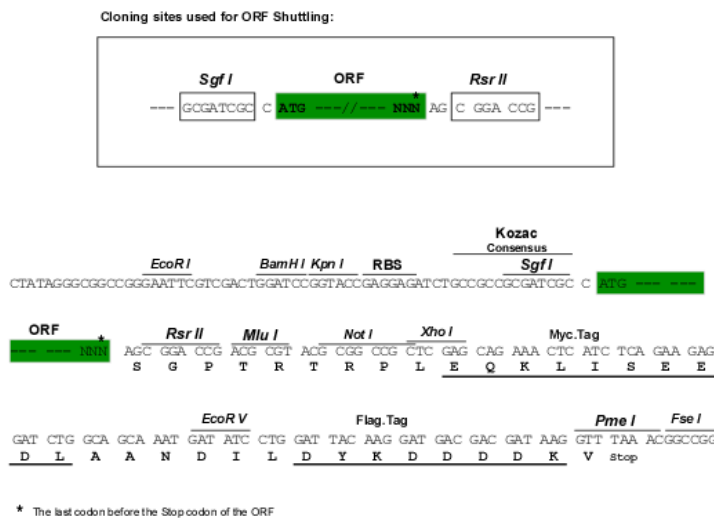 Cloning sites used for ORF Shuttling:
Sgf I ORF Rsr II
--- GCGATCGC C ATG ---//--- NNN* AG C GGA CCG ---
Kozac
Consensus
EcoR I BamH I Kpn I RBS Sgf I
CTATAGGGCGGCCGGGAATTCGTCGACTGGATCCGGTACCGAGGAGATCTGCCGCCGCGATCGC C ATG --- ---
ORF Rsr II Mlu I Not I Xho I Myc.Tag
--- --- NNN* AGC GGA CCG ACG CGT ACG CGG CCG CTC GAG CAG AAA CTC ATC TCA GAA GAG
S G P T R T R P L E Q K L I S E E
EcoR V Flag.Tag Pme I Fse I
GAT CTG GCA GCA AAT GAT ATC CTG GAT TAC AAG GAT GAC GAC GAT AAG GTT TAA ACGGCCGG
D L A A N D I L D Y K D D D D K V Stop
* The last codon before the Stop codon of the ORF